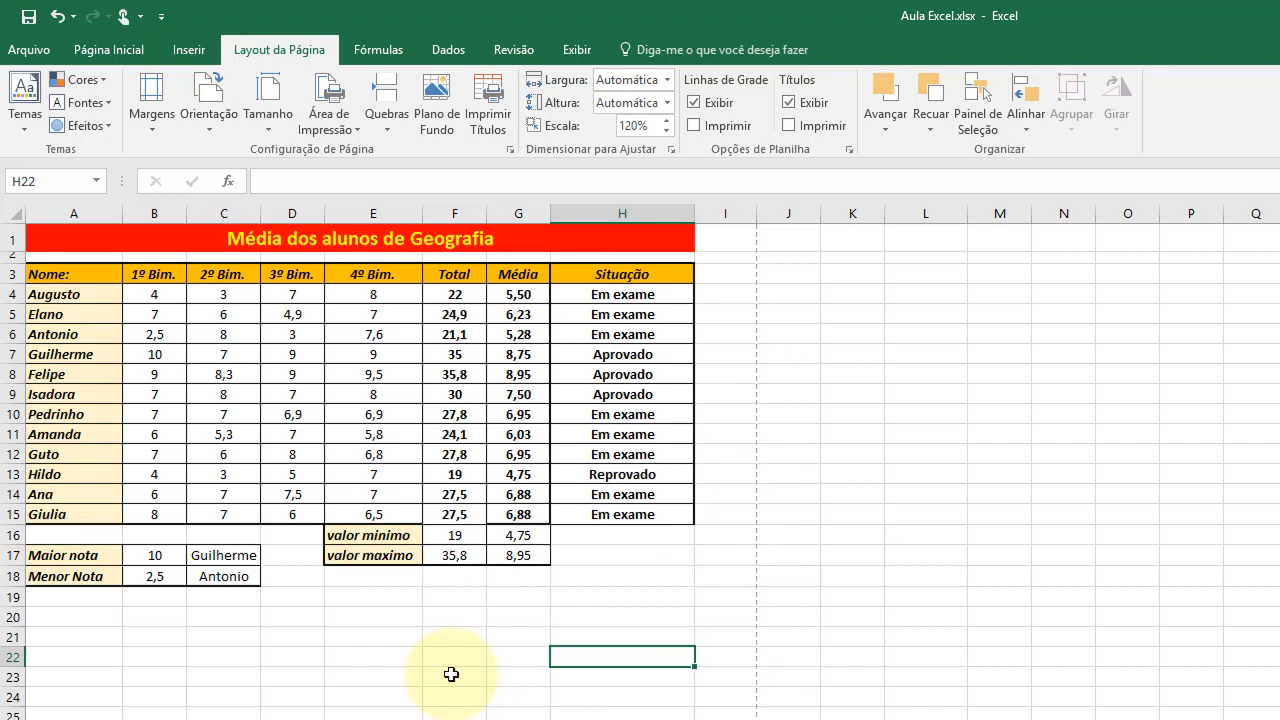 Aula Excel.xlsx - Excel
Arquivo Página Inicial Inserir Layout da Página Fórmulas Dados Revisão Exibir Diga-me o que você deseja fazer
Temas
Cores
Fontes
Efeitos
Temas
Margens
Orientação
Tamanho
Área de Impressão
Quebras
Plano de Fundo
Imprimir Títulos
Configuração de Página
Largura: Automática
Altura: Automática
Escala: 120%
Dimensionar para Ajustar
Linhas de Grade
Exibir
Imprimir
Títulos
Exibir
Imprimir
Opções de Planilha
Avançar
Recuar
Painel de Seleção
Alinhar
Agrupar
Girar
Organizar
H22 fx
A B C D E F G H I J K L M N O P Q
1 Média dos alunos de Geografia
2
3 Nome: 1º Bim. 2º Bim. 3º Bim. 4º Bim. Total Média Situação
4 Augusto 4 3 7 8 22 5,50 Em exame
5 Elano 7 6 4,9 7 24,9 6,23 Em exame
6 Antonio 2,5 8 3 7,6 21,1 5,28 Em exame
7 Guilherme 10 7 9 9 35 8,75 Aprovado
8 Felipe 9 8,3 9 9,5 35,8 8,95 Aprovado
9 Isadora 7 8 7 8 30 7,50 Aprovado
10 Pedrinho 7 7 6,9 6,9 27,8 6,95 Em exame
11 Amanda 6 5,3 7 5,8 24,1 6,03 Em exame
12 Guto 7 6 8 6,8 27,8 6,95 Em exame
13 Hildo 4 3 5 7 19 4,75 Reprovado
14 Ana 6 7 7,5 7 27,5 6,88 Em exame
15 Giulia 8 7 6 6,5 27,5 6,88 Em exame
16 valor minimo 19 4,75
17 Maior nota 10 Guilherme valor maximo 35,8 8,95
18 Menor Nota 2,5 Antonio
19
20
21
22
23
24
25